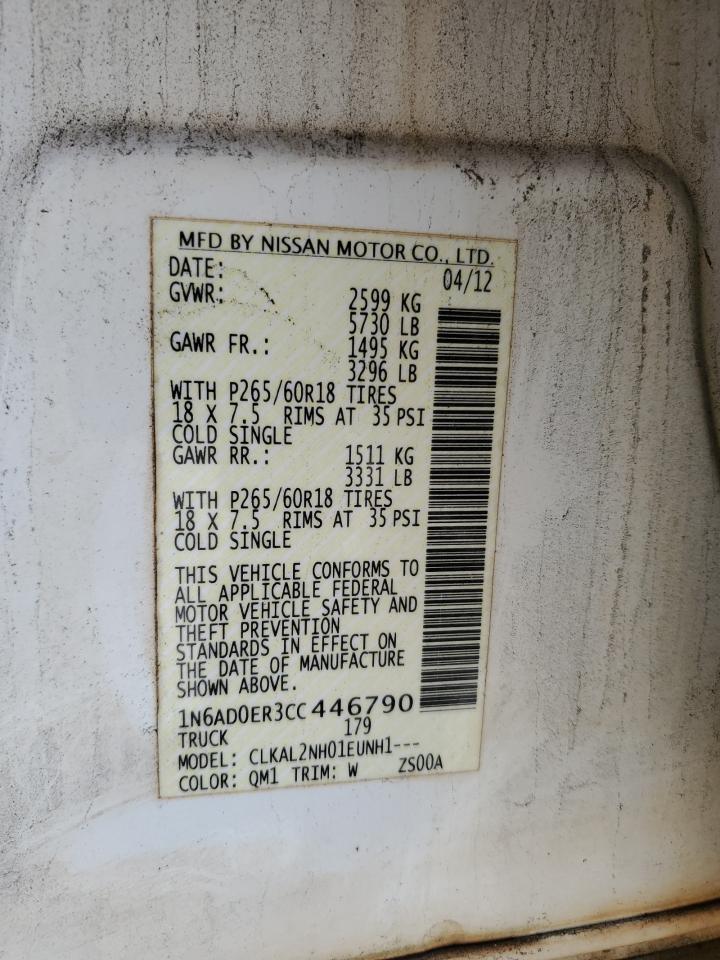 MFD BY NISSAN MOTOR CO., LTD.
DATE: 04/12
GVWR: 2599 KG
5730 LB
GAWR FR.: 1495 KG
3296 LB
WITH P265/60R18 TIRES
18 X 7.5 RIMS AT 35 PSI
COLD SINGLE
GAWR RR.: 1511 KG
3331 LB
WITH P265/60R18 TIRES
18 X 7.5 RIMS AT 35 PSI
COLD SINGLE
THIS VEHICLE CONFORMS TO
ALL APPLICABLE FEDERAL
MOTOR VEHICLE SAFETY AND
THEFT PREVENTION
STANDARDS IN EFFECT ON
THE DATE OF MANUFACTURE
SHOWN ABOVE.
1N6AD0ER3CC446790
TRUCK 179
MODEL: CLKAL2NH01EUNH1---
COLOR: QM1 TRIM: W ZS00A